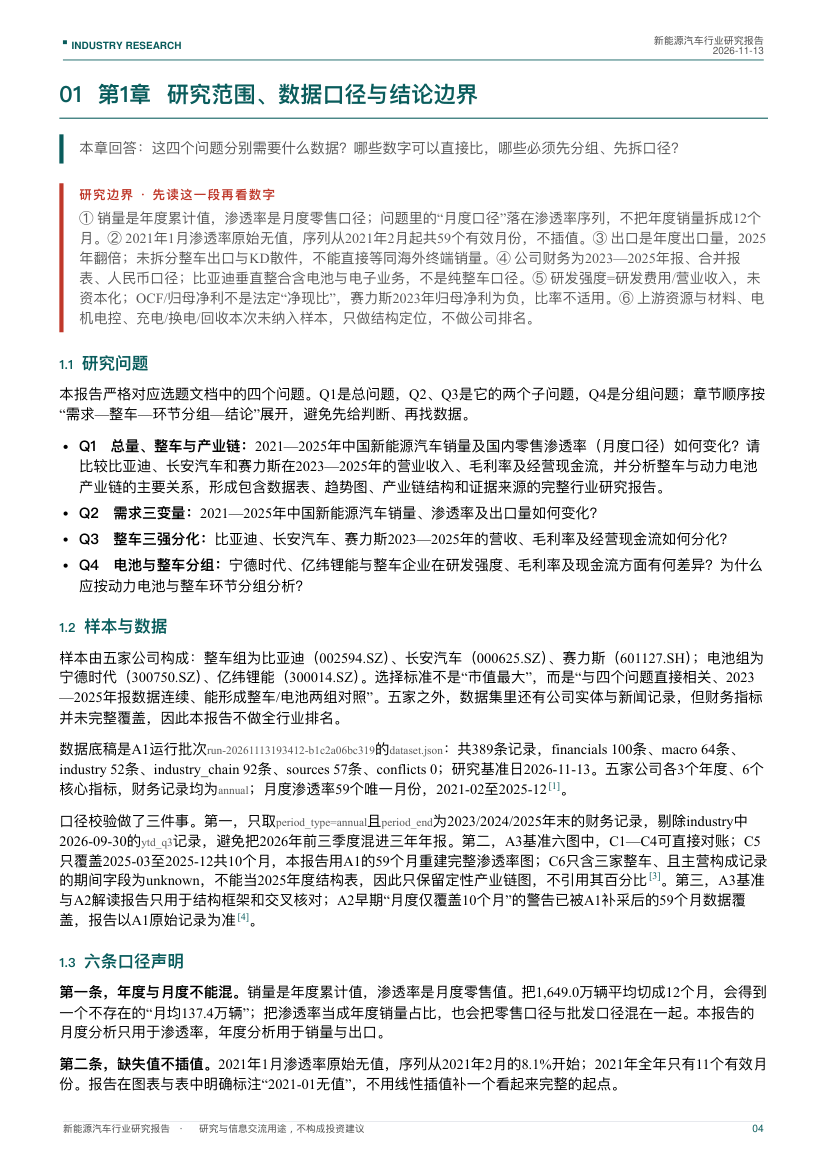 INDUSTRY RESEARCH
新能源汽车行业研究报告
2026-11-13
01 第1章 研究范围、数据口径与结论边界
本章回答：这四个问题分别需要什么数据？哪些数字可以直接比，哪些必须先分组、先拆口径？
研究边界 · 先读这一段再看数字
① 销量是年度累计值，渗透率是月度零售口径；问题里的“月度口径”落在渗透率序列，不把年度销量拆成12个
月。② 2021年1月渗透率原始无值，序列从2021年2月起共59个有效月份，不插值。③ 出口是年度出口量，2025
年翻倍；未拆分整车出口与KD散件，不能直接等同海外终端销量。④ 公司财务为2023—2025年报、合并报
表、人民币口径；比亚迪垂直整合含电池与电子业务，不是纯整车口径。⑤ 研发强度=研发费用/营业收入，未
资本化；OCF/归母净利不是法定“净现比”，赛力斯2023年归母净利为负，比率不适用。⑥ 上游资源与材料、电
机电控、充电/换电/回收本次未纳入样本，只做结构定位，不做公司排名。
1.1 研究问题
本报告严格对应选题文档中的四个问题。Q1是总问题，Q2、Q3是它的两个子问题，Q4是分组问题；章节顺序按
“需求—整车—环节分组—结论”展开，避免先给判断、再找数据。
• Q1 总量、整车与产业链：2021—2025年中国新能源汽车销量及国内零售渗透率（月度口径）如何变化？请
比较比亚迪、长安汽车和赛力斯在2023—2025年的营业收入、毛利率及经营现金流，并分析整车与动力电池
产业链的主要关系，形成包含数据表、趋势图、产业链结构和证据来源的完整行业研究报告。
• Q2 需求三变量：2021—2025年中国新能源汽车销量、渗透率及出口量如何变化？
• Q3 整车三强分化：比亚迪、长安汽车、赛力斯2023—2025年的营收、毛利率及经营现金流如何分化？
• Q4 电池与整车分组：宁德时代、亿纬锂能与整车企业在研发强度、毛利率及现金流方面有何差异？为什么
应按动力电池与整车环节分组分析？
1.2 样本与数据
样本由五家公司构成：整车组为比亚迪（002594.SZ）、长安汽车（000625.SZ）、赛力斯（601127.SH）；电池组为
宁德时代（300750.SZ）、亿纬锂能（300014.SZ）。选择标准不是“市值最大”，而是“与四个问题直接相关、2023
—2025年报数据连续、能形成整车/电池两组对照”。五家之外，数据集里还有公司实体与新闻记录，但财务指标
并未完整覆盖，因此本报告不做全行业排名。
数据底稿是A1运行批次run-20261113193412-b1c2a06bc319的dataset.json：共389条记录，financials 100条、macro 64条、
industry 52条、industry_chain 92条、sources 57条、conflicts 0；研究基准日2026-11-13。五家公司各3个年度、6个
核心指标，财务记录均为annual；月度渗透率59个唯一月份，2021-02至2025-12[1]。
口径校验做了三件事。第一，只取period_type=annual且period_end为2023/2024/2025年末的财务记录，剔除industry中
2026-09-30的ytd_q3记录，避免把2026年前三季度混进三年年报。第二，A3基准六图中，C1—C4可直接对账；C5
只覆盖2025-03至2025-12共10个月，本报告用A1的59个月重建完整渗透率图；C6只含三家整车、且主营构成记录
的期间字段为unknown，不能当2025年度结构表，因此只保留定性产业链图，不引用其百分比[3]。第三，A3基准
与A2解读报告只用于结构框架和交叉核对；A2早期“月度仅覆盖10个月”的警告已被A1补采后的59个月数据覆
盖，报告以A1原始记录为准[4]。
1.3 六条口径声明
第一条，年度与月度不能混。销量是年度累计值，渗透率是月度零售值。把1,649.0万辆平均切成12个月，会得到
一个不存在的“月均137.4万辆”；把渗透率当成年度销量占比，也会把零售口径与批发口径混在一起。本报告的
月度分析只用于渗透率，年度分析用于销量与出口。
第二条，缺失值不插值。2021年1月渗透率原始无值，序列从2021年2月的8.1%开始；2021年全年只有11个有效月
份。报告在图表与表中明确标注“2021-01无值”，不用线性插值补一个看起来完整的起点。
新能源汽车行业研究报告 · 研究与信息交流用途，不构成投资建议
04